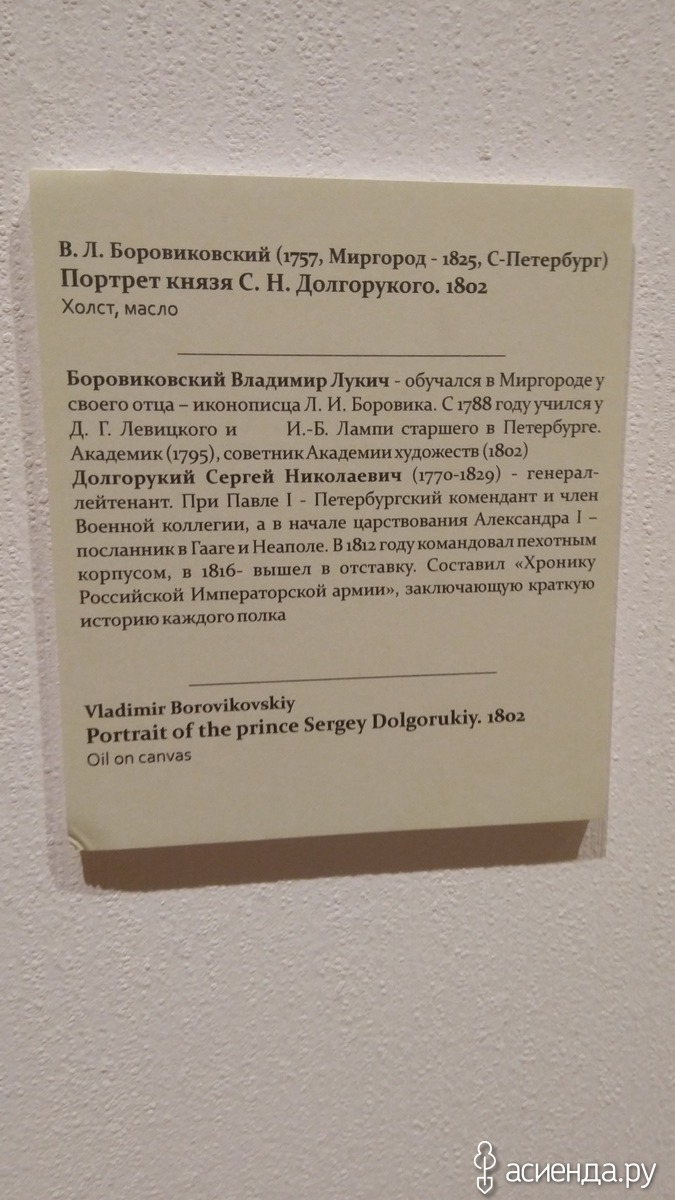 В. Л. Боровиковский (1757, Миргород - 1825, С-Петербург)
Портрет князя С. Н. Долгорукого. 1802
Холст, масло
Боровиковский Владимир Лукич - обучался в Миргороде у
своего отца – иконописца Л. И. Боровика. С 1788 году учился у
Д. Г. Левицкого и И.-Б. Лампи старшего в Петербурге.
Академик (1795), советник Академии художеств (1802)
Долгорукий Сергей Николаевич (1770-1829) - генерал-
лейтенант. При Павле I - Петербургский комендант и член
Военной коллегии, а в начале царствования Александра I –
посланник в Гааге и Неаполе. В 1812 году командовал пехотным
корпусом, в 1816- вышел в отставку. Составил «Хронику
Российской Императорской армии», заключающую краткую
историю каждого полка
Vladimir Borovikovskiy
Portrait of the prince Sergey Dolgorukiy. 1802
Oil on canvas
асиенда.ру